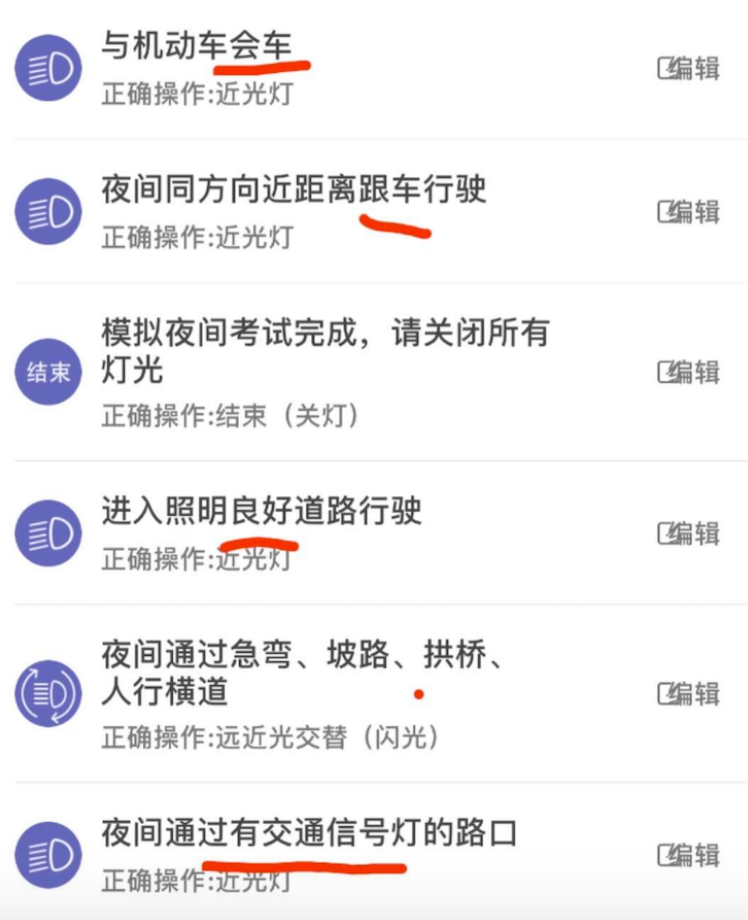 与机动车会车
编辑
正确操作:近光灯
夜间同方向近距离跟车行驶
编辑
正确操作:近光灯
模拟夜间考试完成，请关闭所有
结束
灯光
编辑
正确操作:结束（关灯）
进入照明良好道路行驶
编辑
正确操作:近光灯
夜间通过急弯、坡路、拱桥、
人行横道
编辑
正确操作:远近光交替（闪光）
夜间通过有交通信号灯的路口
编辑
正确操作:近光灯